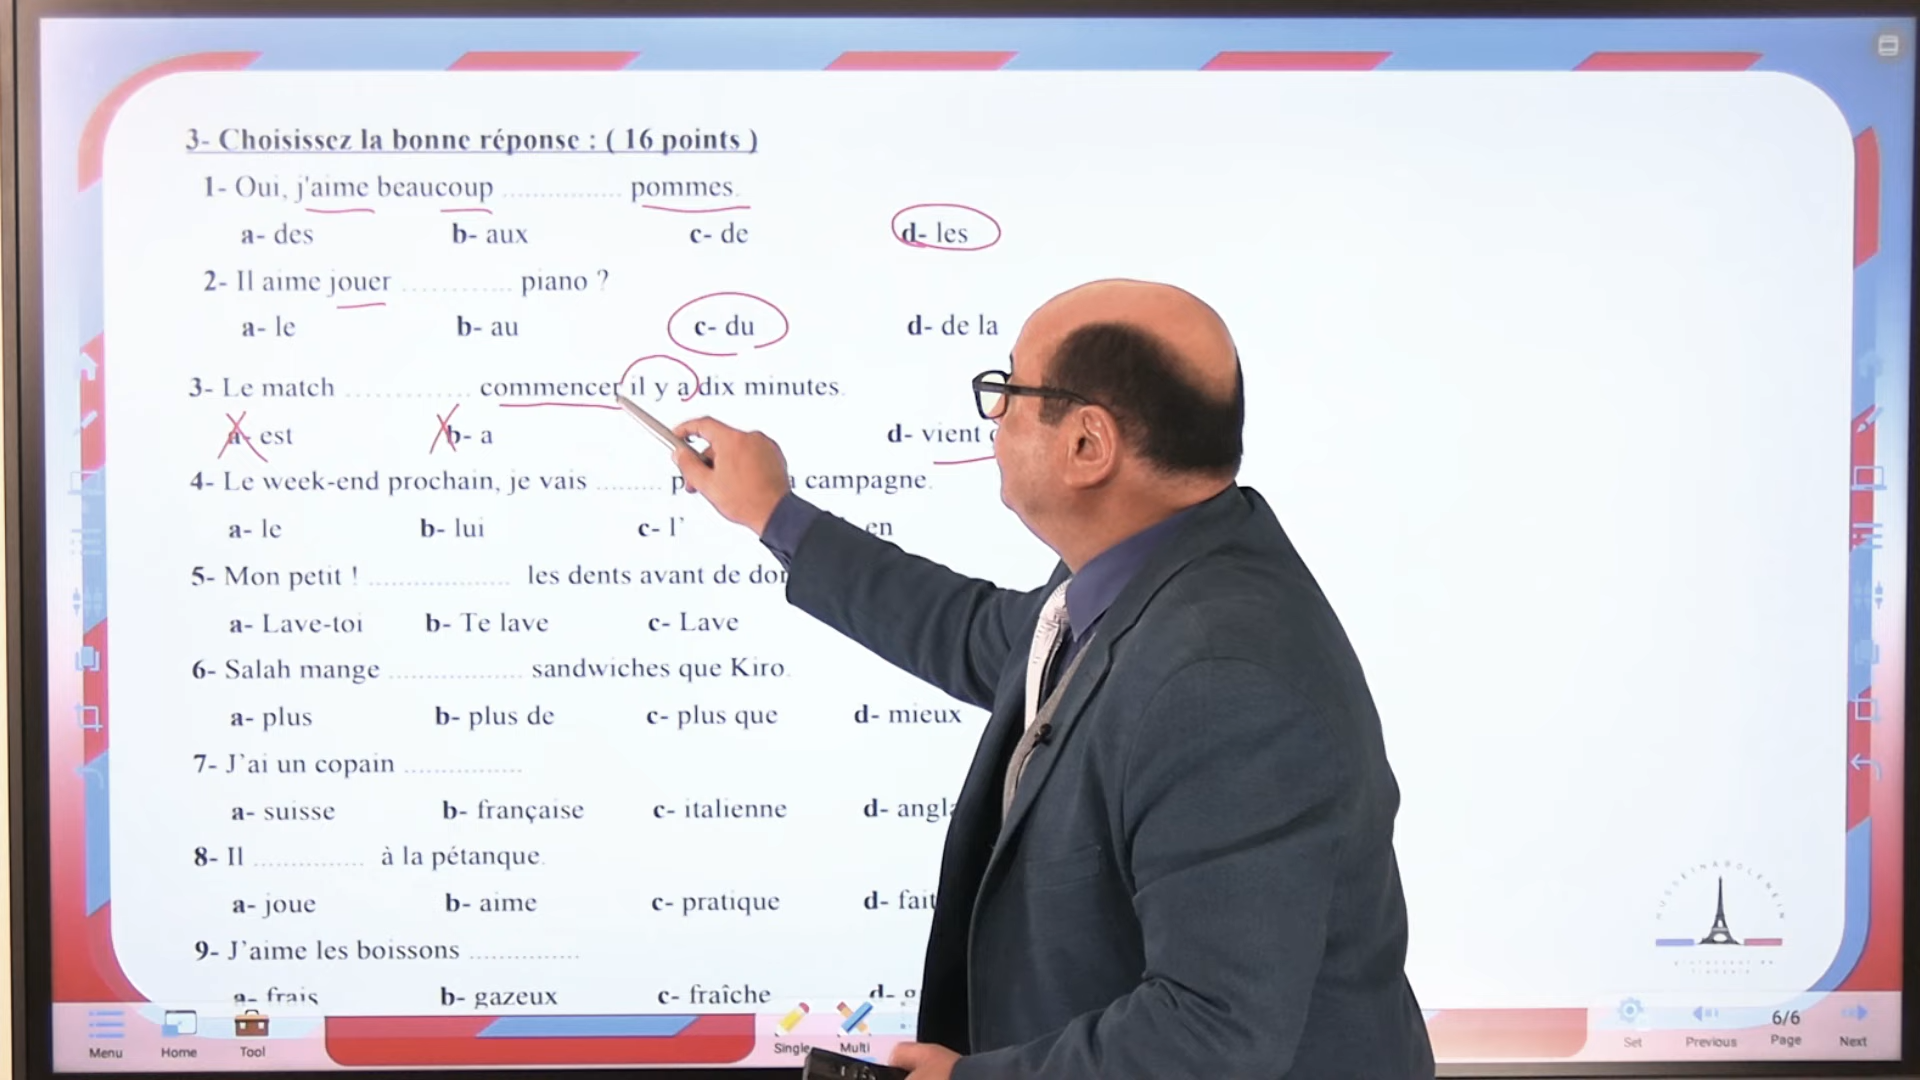 3- Choisissez la bonne réponse : ( 16 points )
1- Oui, j'aime beaucoup ............... pommes.
a- des b- aux c- de d- les
2- Il aime jouer ............. piano ?
a- le b- au c- du d- de la
3- Le match ............... commencer il y a dix minutes.
a- est b- a d- vient
4- Le week-end prochain, je vais ......... campagne.
a- le b- lui c- l’ en
5- Mon petit ! .................. les dents avant de
a- Lave-toi b- Te lave c- Lave
6- Salah mange ................. sandwiches que Kiro.
a- plus b- plus de c- plus que d- mieux
7- J’ai un copain ...............
a- suisse b- française c- italienne d-
8- Il .............. à la pétanque.
a- joue b- aime c- pratique d- fait
9- J’aime les boissons ..............
a- frais b- gazeux c- fraîche d-
HUSSEIN ABOLENEIN
Menu Home Tool Single Multi Set Previous 6/6 Page Next